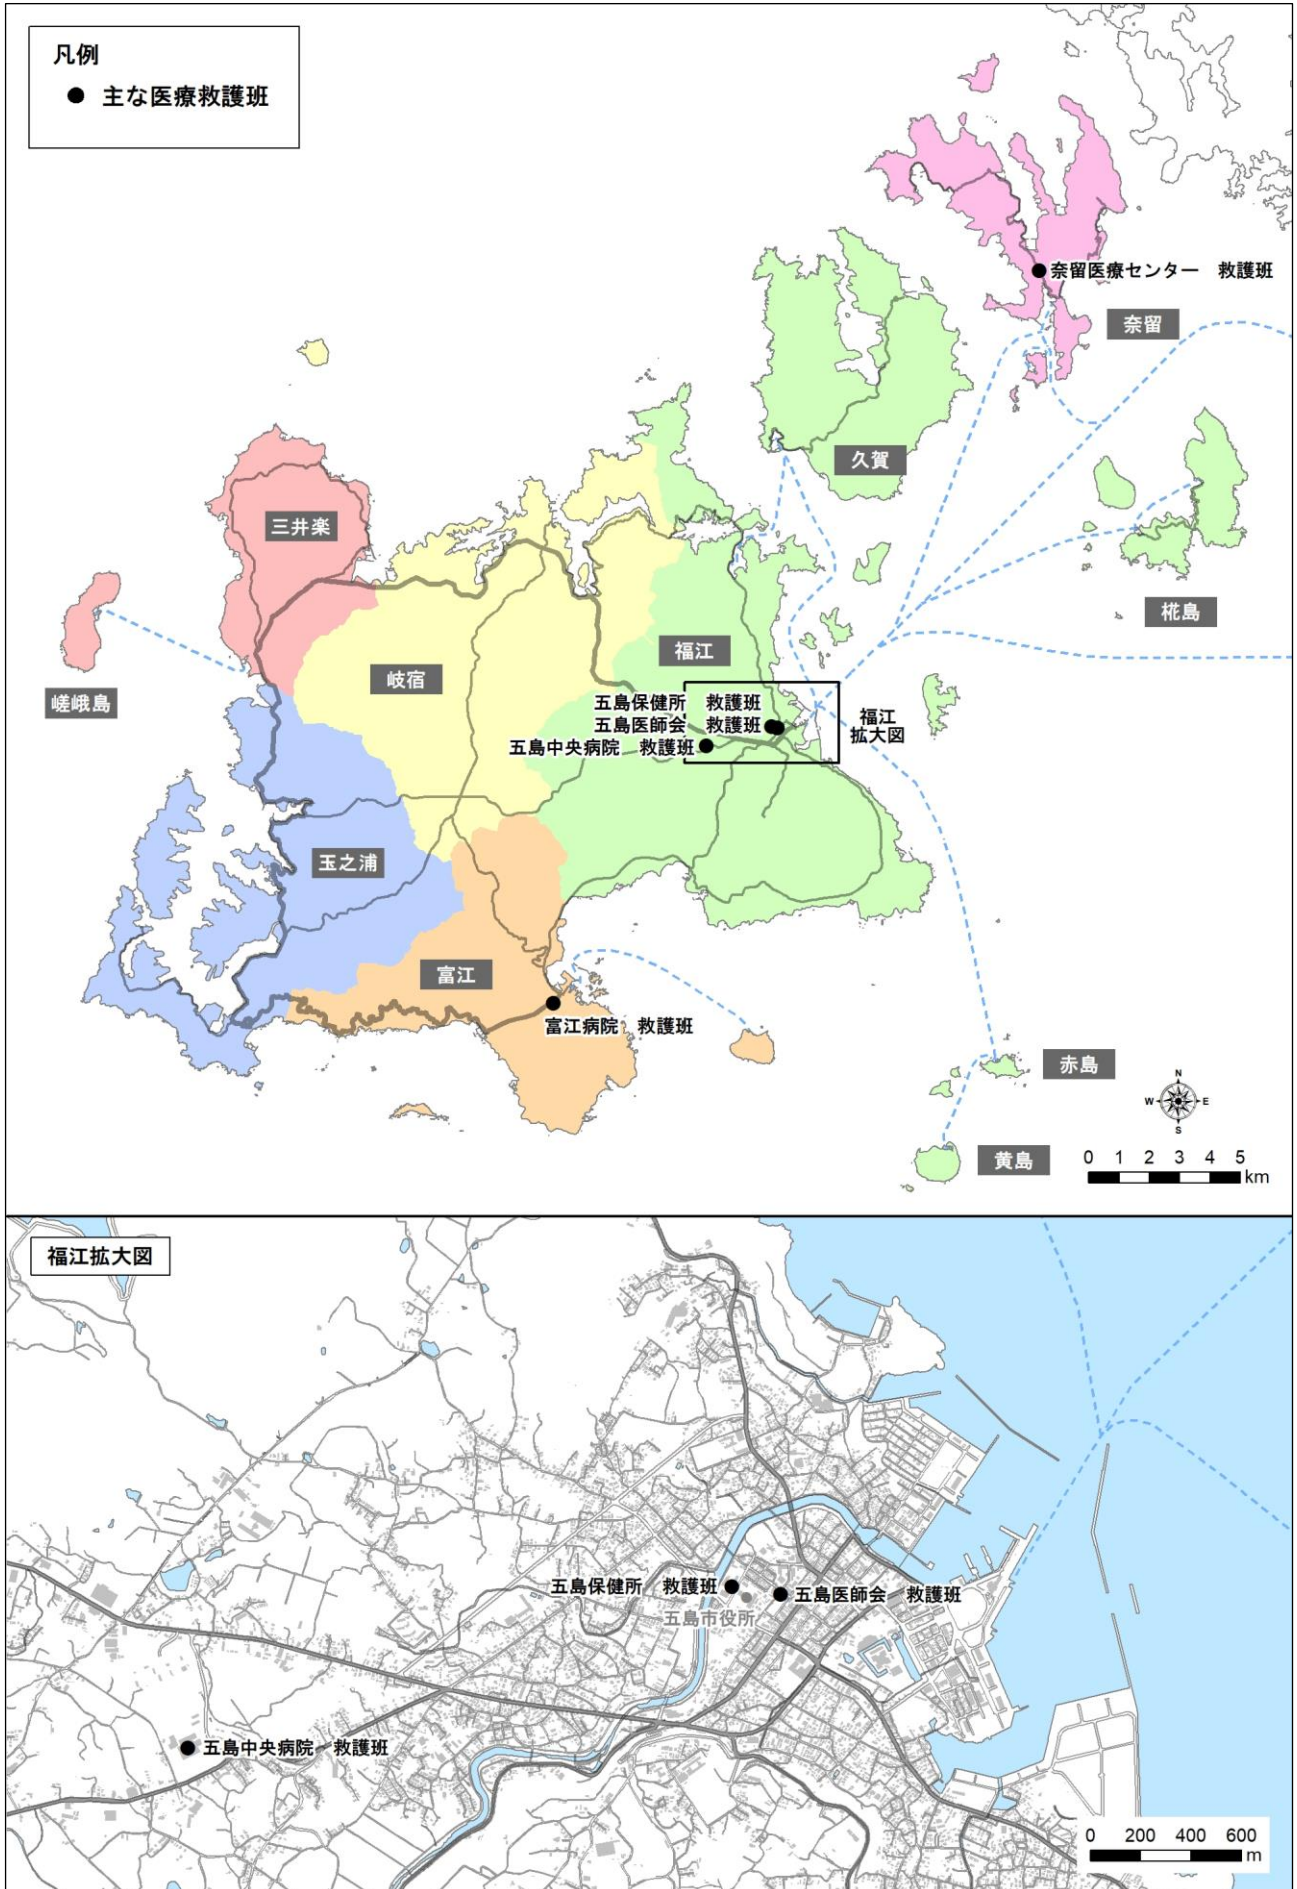 凡例
● 主な医療救護班
奈留医療センター　救護班
奈留
久賀
三井楽
椛島
福江
岐宿
嵯峨島
五島保健所　救護班
五島医師会　救護班
五島中央病院　救護班
福江
拡大図
玉之浦
富江
富江病院　救護班
赤島
黄島
N
W
E
S
0 1 2 3 4 5
km
福江拡大図
五島保健所　救護班
五島医師会　救護班
五島市役所
五島中央病院　救護班
0 200 400 600
m